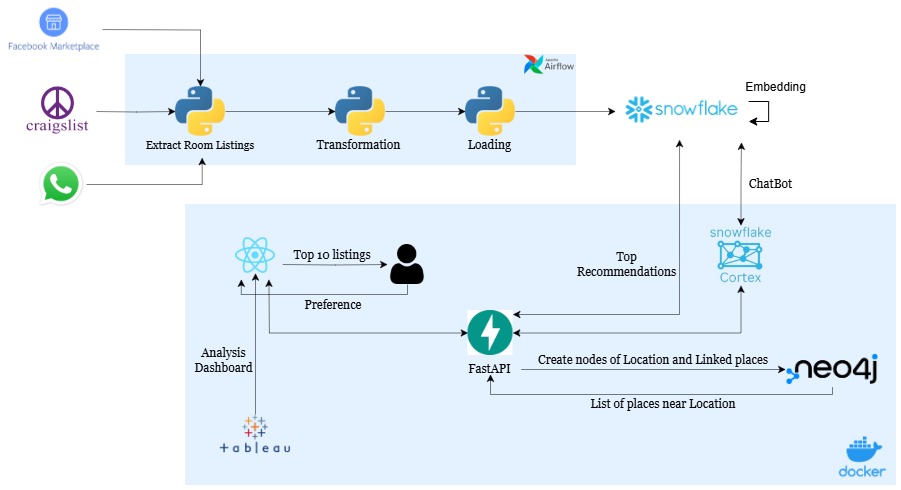 Facebook Marketplace
Apache
Airflow
craigslist
Extract Room Listings
Transformation
Loading
snowflake
Embedding
ChatBot
snowflake
Cortex
Top 10 listings
Preference
Top
Recommendations
Analysis
Dashboard
FastAPI
Create nodes of Location and Linked places
neo4j
List of places near Location
+ableau
docker